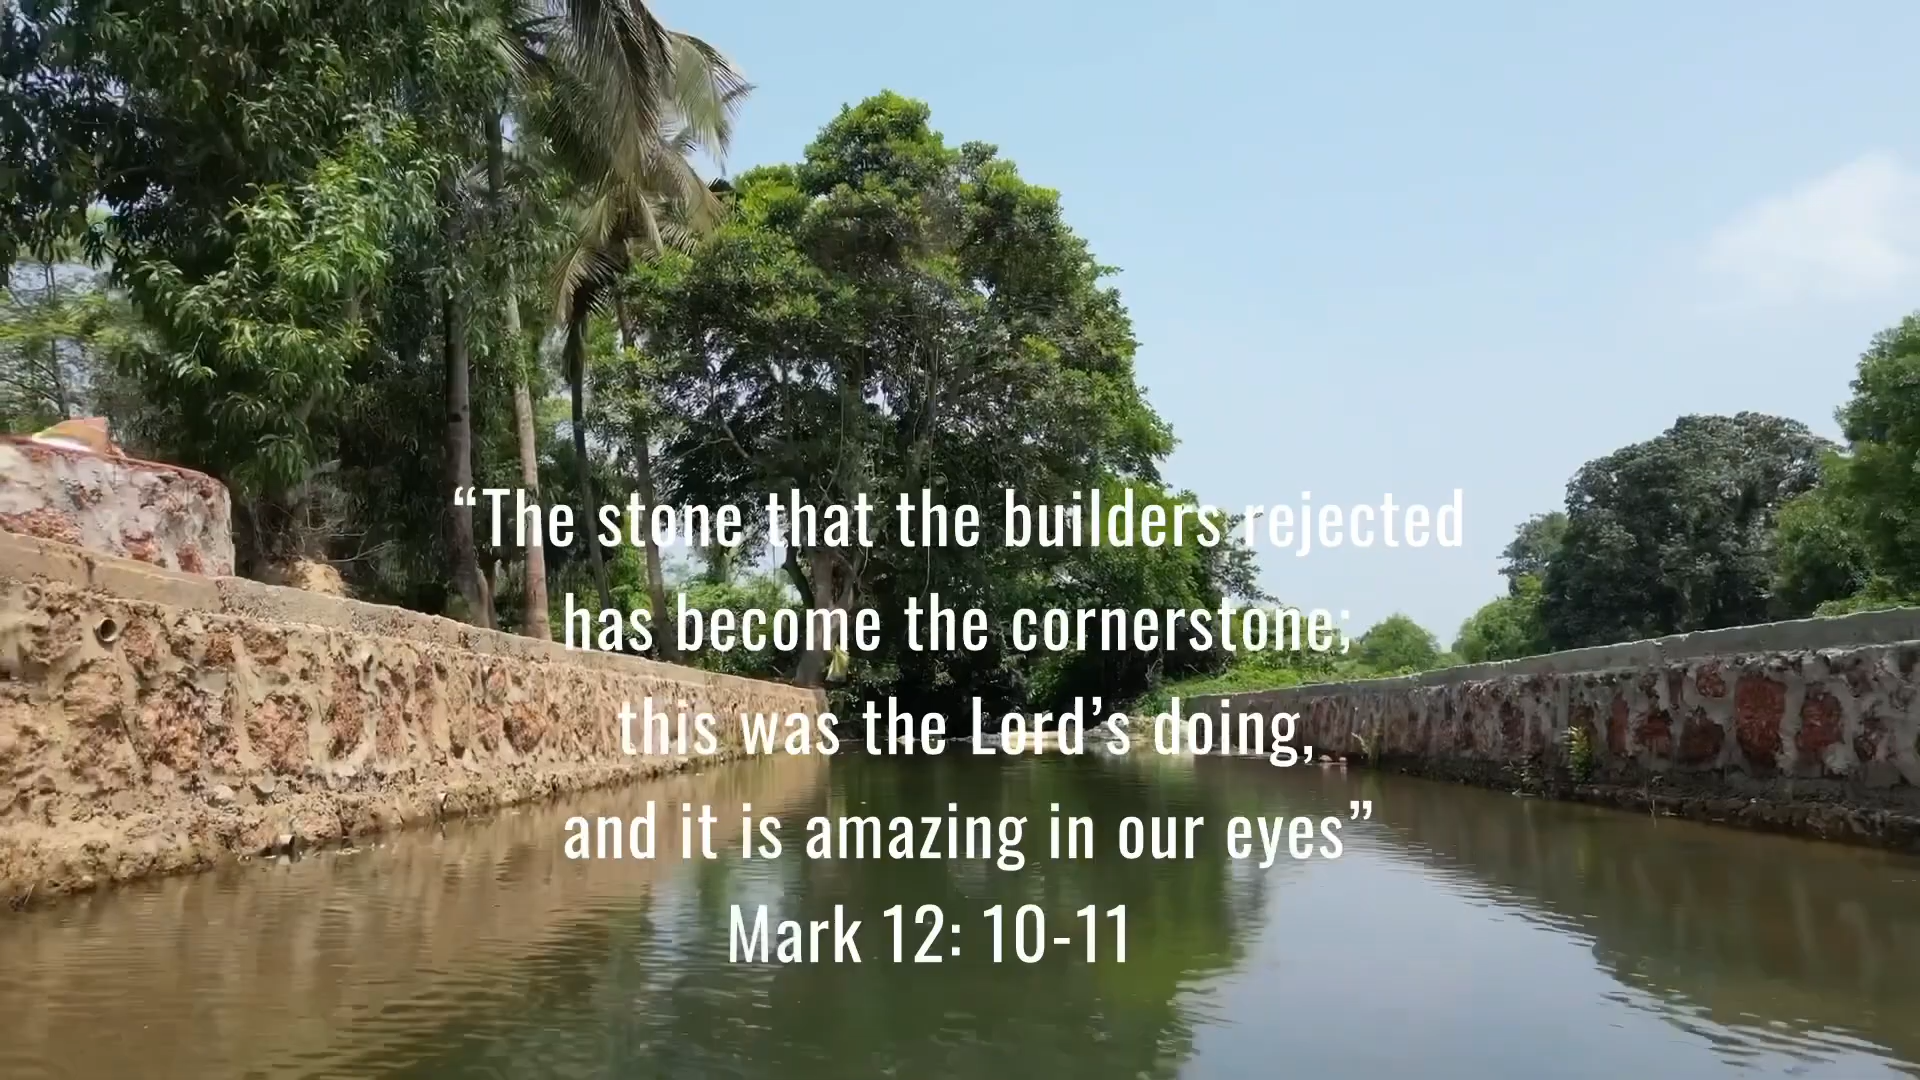 “The stone that the builders rejected
has become the cornerstone;
this was the Lord’s doing,
and it is amazing in our eyes”
Mark 12: 10-11